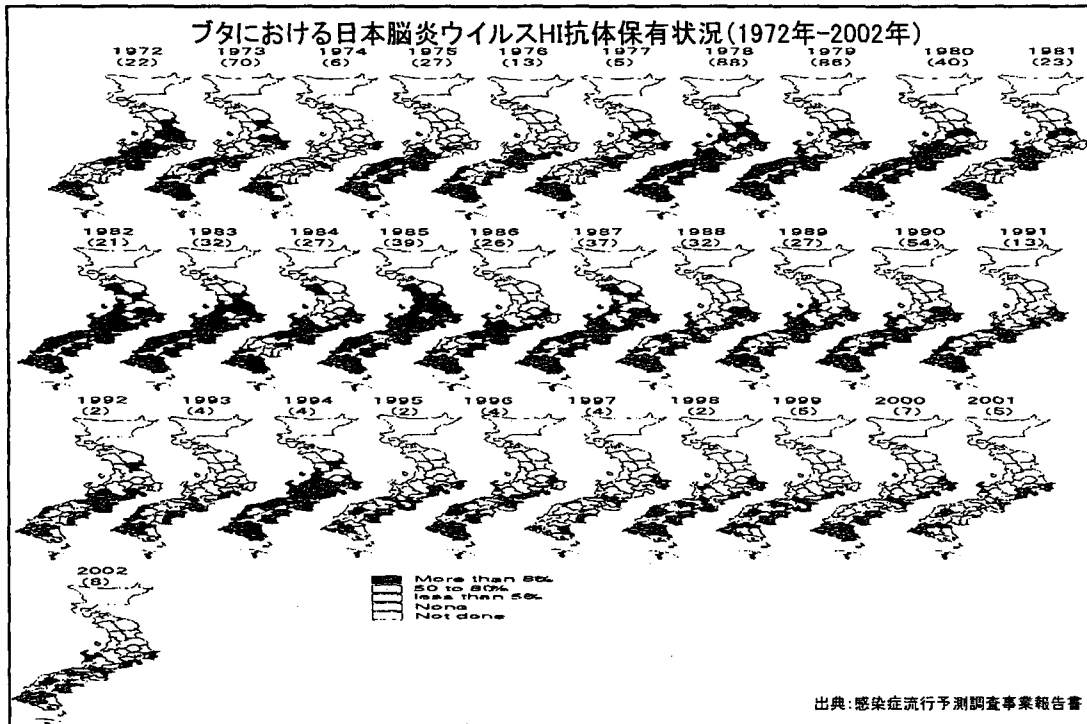 ブタにおける日本脳炎ウイルスHI抗体保有状況(1972年-2002年)
1972 1973 1974 1975 1976 1977 1978 1979 1980 1981
(22) (70) (6) (27) (13) (5) (88) (86) (40) (23)
1982 1983 1984 1985 1986 1987 1988 1989 1990 1991
(21) (32) (27) (39) (26) (37) (32) (27) (54) (13)
1992 1993 1994 1995 1996 1997 1998 1999 2000 2001
(2) (4) (4) (2) (4) (4) (2) (5) (7) (5)
2002
(8)
More than 8%
50 to 80%
less than 5%
None
Not done
出典:感染症流行予測調査事業報告書